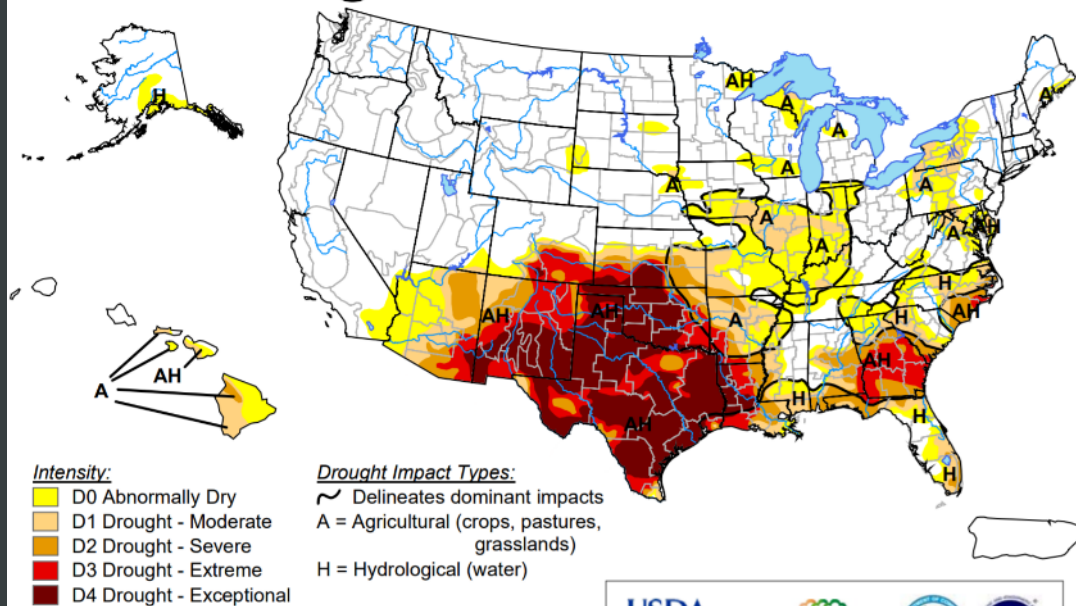 H
AH
A
A
A
A
A
A
A
A
AH
A
H
AH
H
AH
AH
A
AH
AH
H
H
H
A
AH
Intensity:
D0 Abnormally Dry
D1 Drought - Moderate
D2 Drought - Severe
D3 Drought - Extreme
D4 Drought - Exceptional
Drought Impact Types:
Delineates dominant impacts
A = Agricultural (crops, pastures,
grasslands)
H = Hydrological (water)
USDA